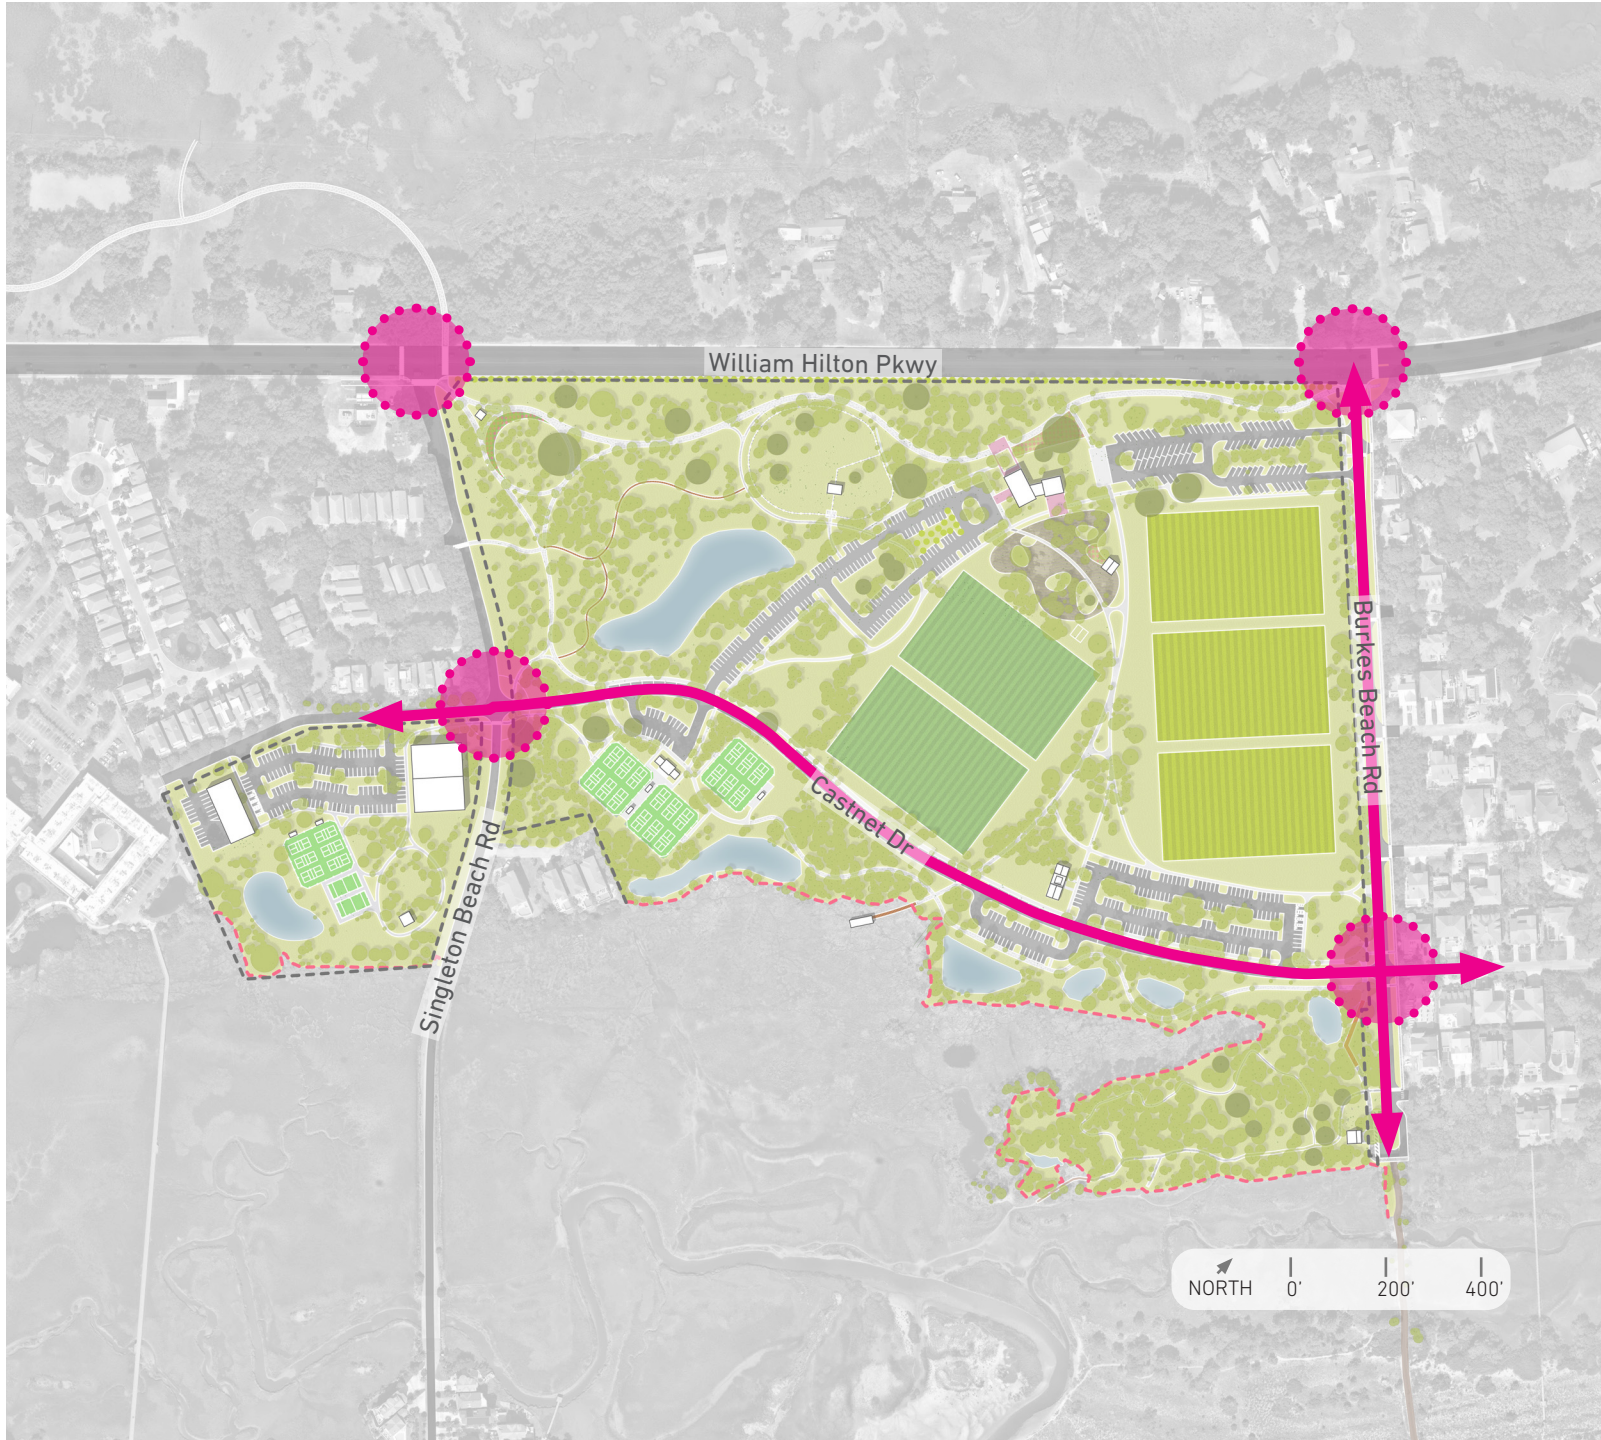 William Hilton Pkwy
Burkes Beach Rd
Castnet Dr
Singleton Beach Rd
NORTH 0' 200' 400'